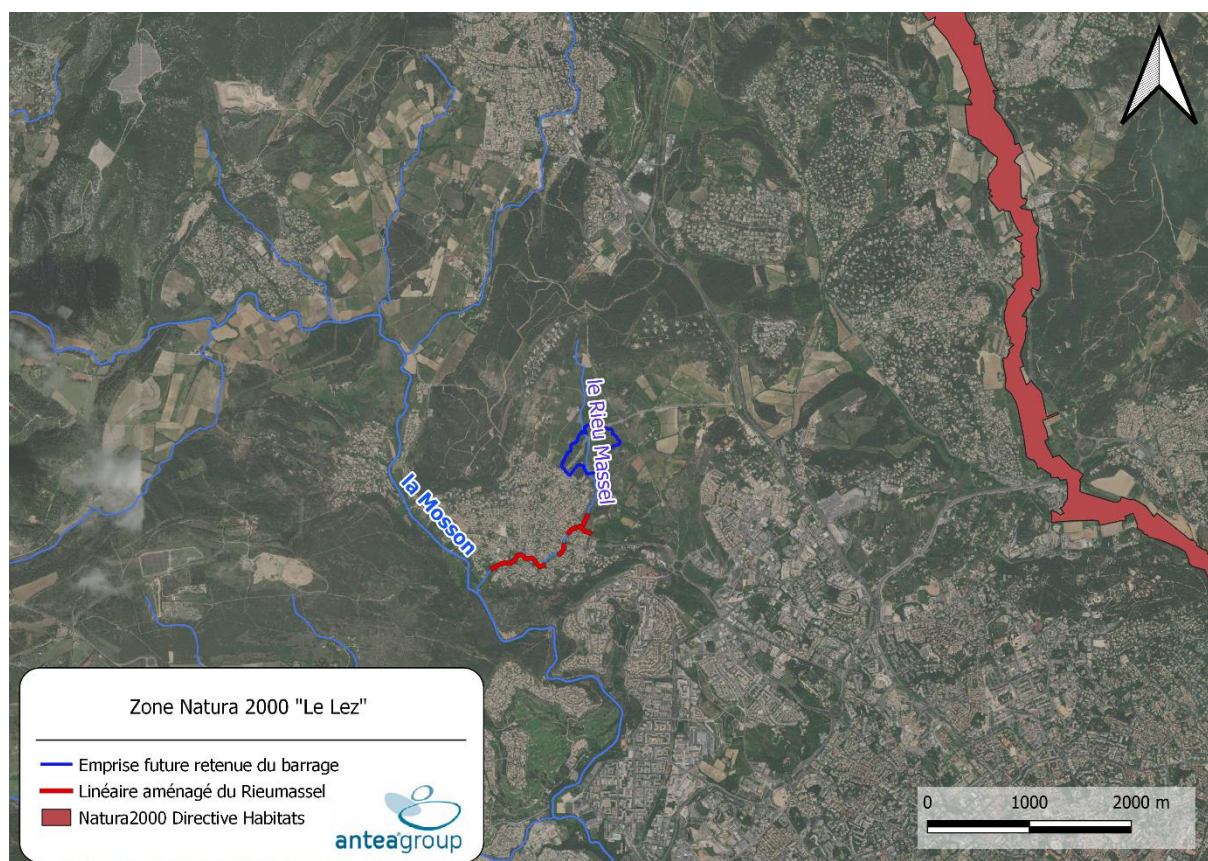 le Rieu Massel
la Mosson
Zone Natura 2000 "Le Lez"
Emprise future retenue du barrage
Linéaire aménagé du Rieumassel
Natura2000 Directive Habitats
anteagroup
0 1000 2000 m